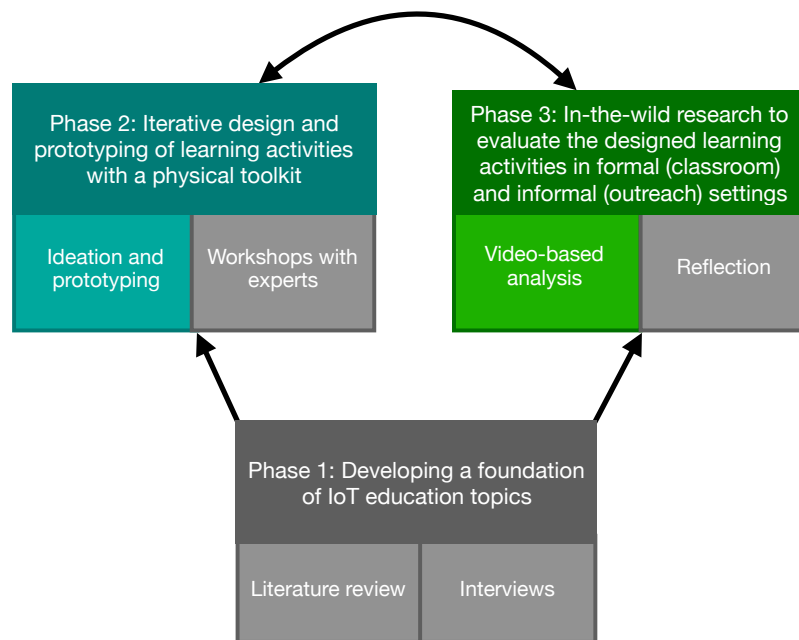 Phase 2: Iterative design and
prototyping of learning activities
with a physical toolkit
Ideation and
prototyping
Workshops with
experts
Phase 3: In-the-wild research to
evaluate the designed learning
activities in formal (classroom)
and informal (outreach) settings
Video-based
analysis
Reflection
Phase 1: Developing a foundation
of IoT education topics
Literature review
Interviews